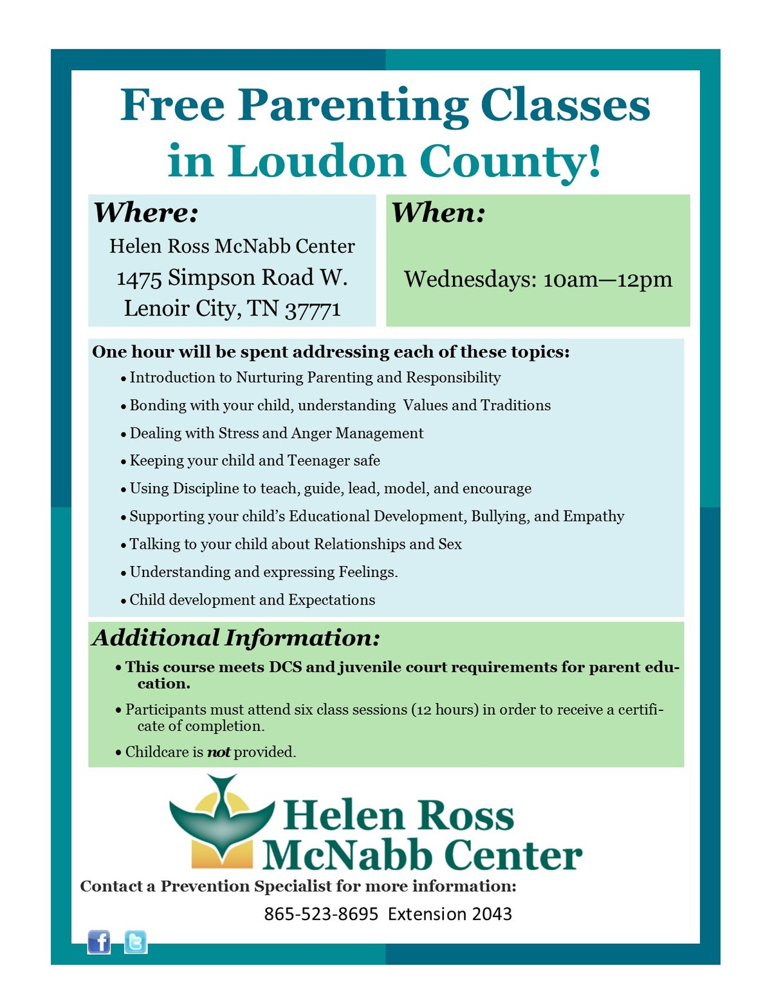 Free Parenting Classes
in Loudon County!
Where:
Helen Ross McNabb Center
1475 Simpson Road W.
Lenoir City, TN 37771
When:
Wednesdays: 10am—12pm
One hour will be spent addressing each of these topics:
• Introduction to Nurturing Parenting and Responsibility
• Bonding with your child, understanding  Values and Traditions
• Dealing with Stress and Anger Management
• Keeping your child and Teenager safe
• Using Discipline to teach, guide, lead, model, and encourage
• Supporting your child’s Educational Development, Bullying, and Empathy
• Talking to your child about Relationships and Sex
• Understanding and expressing Feelings.
• Child development and Expectations
Additional Information:
• This course meets DCS and juvenile court requirements for parent edu-
cation.
• Participants must attend six class sessions (12 hours) in order to receive a certifi-
cate of completion.
• Childcare is not provided.
Helen Ross
McNabb Center
Contact a Prevention Specialist for more information:
865-523-8695  Extension 2043
f t